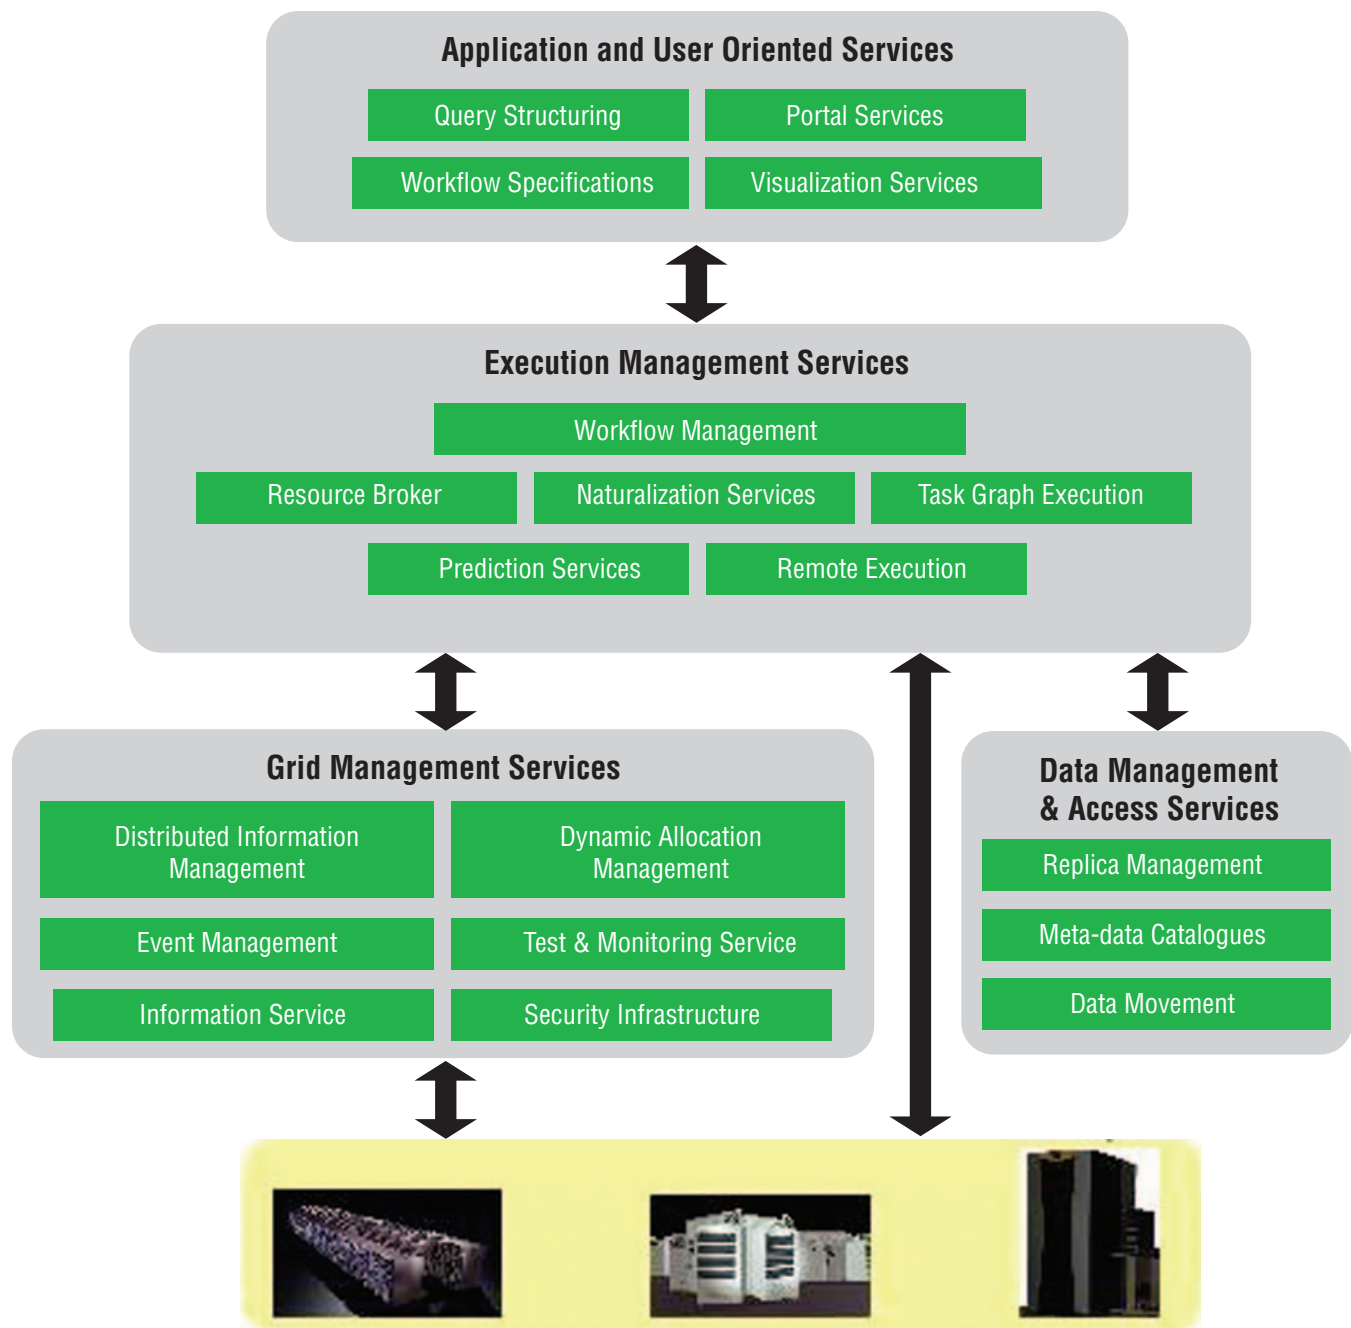 Application and User Oriented Services
Query Structuring
Portal Services
Workflow Specifications
Visualization Services
Execution Management Services
Workflow Management
Resource Broker
Naturalization Services
Task Graph Execution
Prediction Services
Remote Execution
Grid Management Services
Distributed Information
Management
Dynamic Allocation
Management
Event Management
Test & Monitoring Service
Information Service
Security Infrastructure
Data Management
& Access Services
Replica Management
Meta-data Catalogues
Data Movement